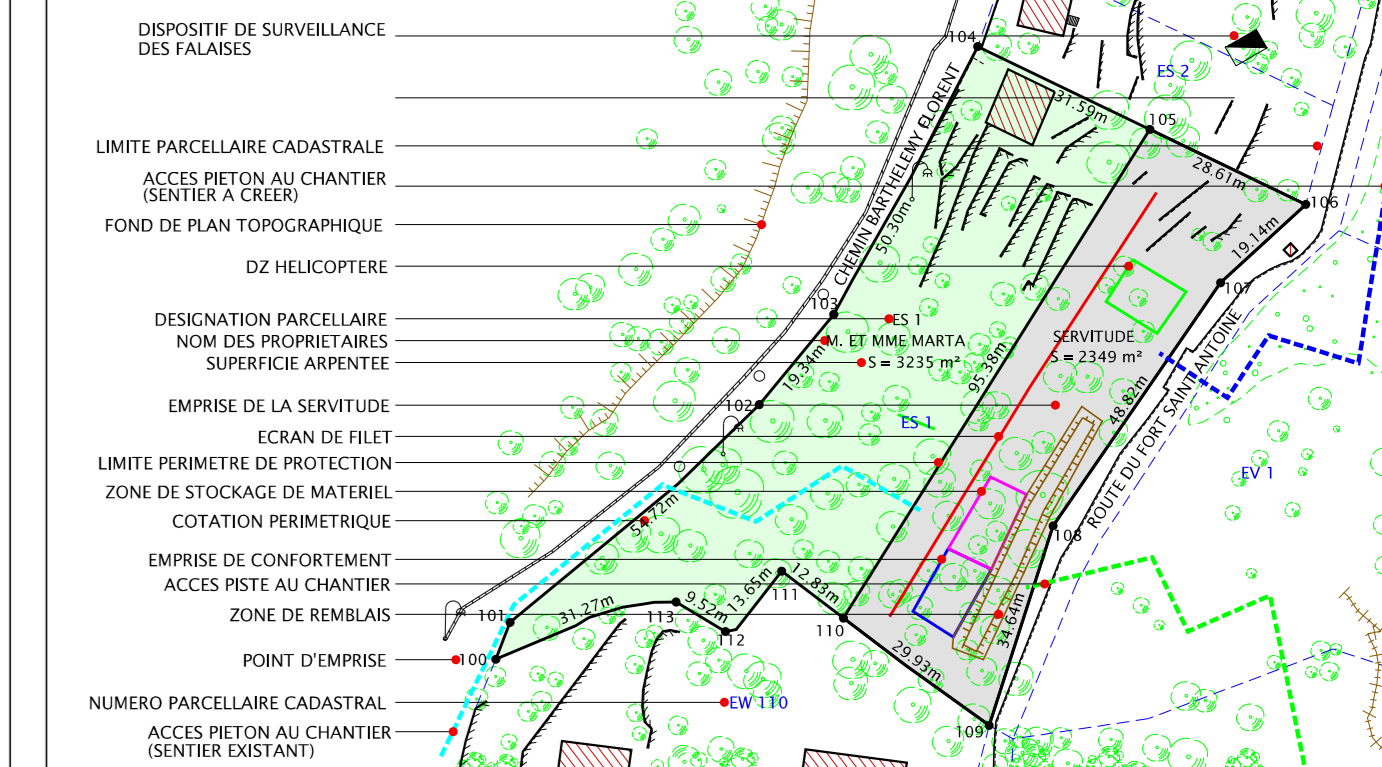 DISPOSITIF DE SURVEILLANCE
DES FALAISES
LIMITE PARCELLAIRE CADASTRALE
ACCES PIETON AU CHANTIER
(SENTIER A CREER)
FOND DE PLAN TOPOGRAPHIQUE
DZ HELICOPTERE
DESIGNATION PARCELLAIRE
NOM DES PROPRIETAIRES
SUPERFICIE ARPENTEE
EMPRISE DE LA SERVITUDE
ECRAN DE FILET
LIMITE PERIMETRE DE PROTECTION
ZONE DE STOCKAGE DE MATERIEL
COTATION PERIMETRIQUE
EMPRISE DE CONFORTEMENT
ACCES PISTE AU CHANTIER
ZONE DE REMBLAIS
POINT D'EMPRISE
NUMERO PARCELLAIRE CADASTRAL
ACCES PIETON AU CHANTIER
(SENTIER EXISTANT)
104
ES 2
31.59m
105
28.61m
106
19.14m
107
CHEMIN BARTHELEMY FLORENT
50.30m
103
ES 1
M. ET MME MARTA
S = 3235 m²
SERVITUDE
S = 2349 m²
19.34m
95.38m
102
ES 1
48.82m
ROUTE DU FORT SAINT ANTOINE
EV 1
54.72m
108
12.83m
13.65m
111
9.52m
31.27m
113
112
101
100
110
34.64m
29.93m
EW 110
109